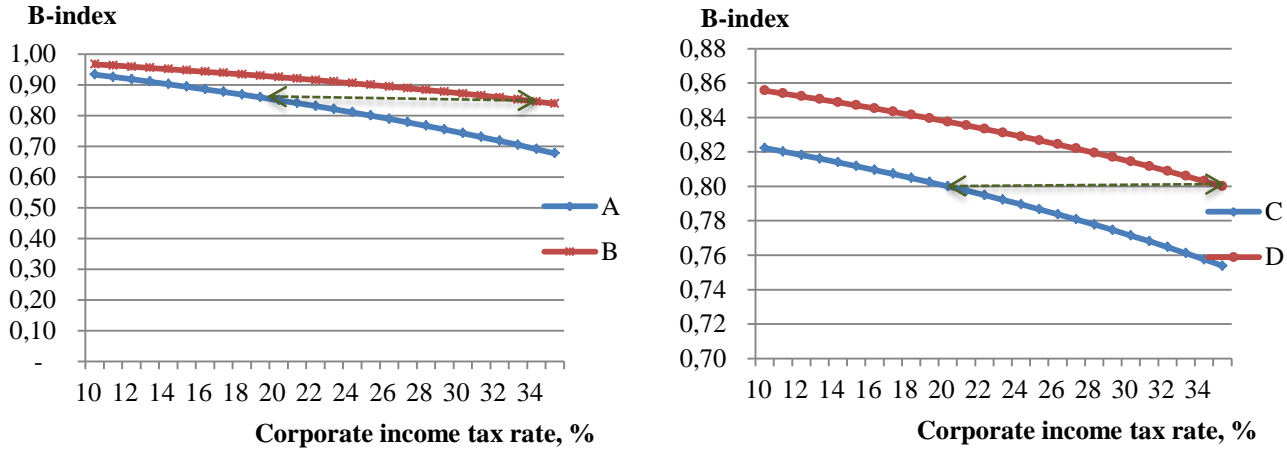 B-index
1,00
0,90
0,80
0,70
0,60
0,50
0,40
0,30
0,20
0,10
-
10 12 14 16 18 20 22 24 26 28 30 32 34
Corporate income tax rate, %
A
B
B-index
0,88
0,86
0,84
0,82
0,80
0,78
0,76
0,74
0,72
0,70
10 12 14 16 18 20 22 24 26 28 30 32 34
Corporate income tax rate, %
C
D